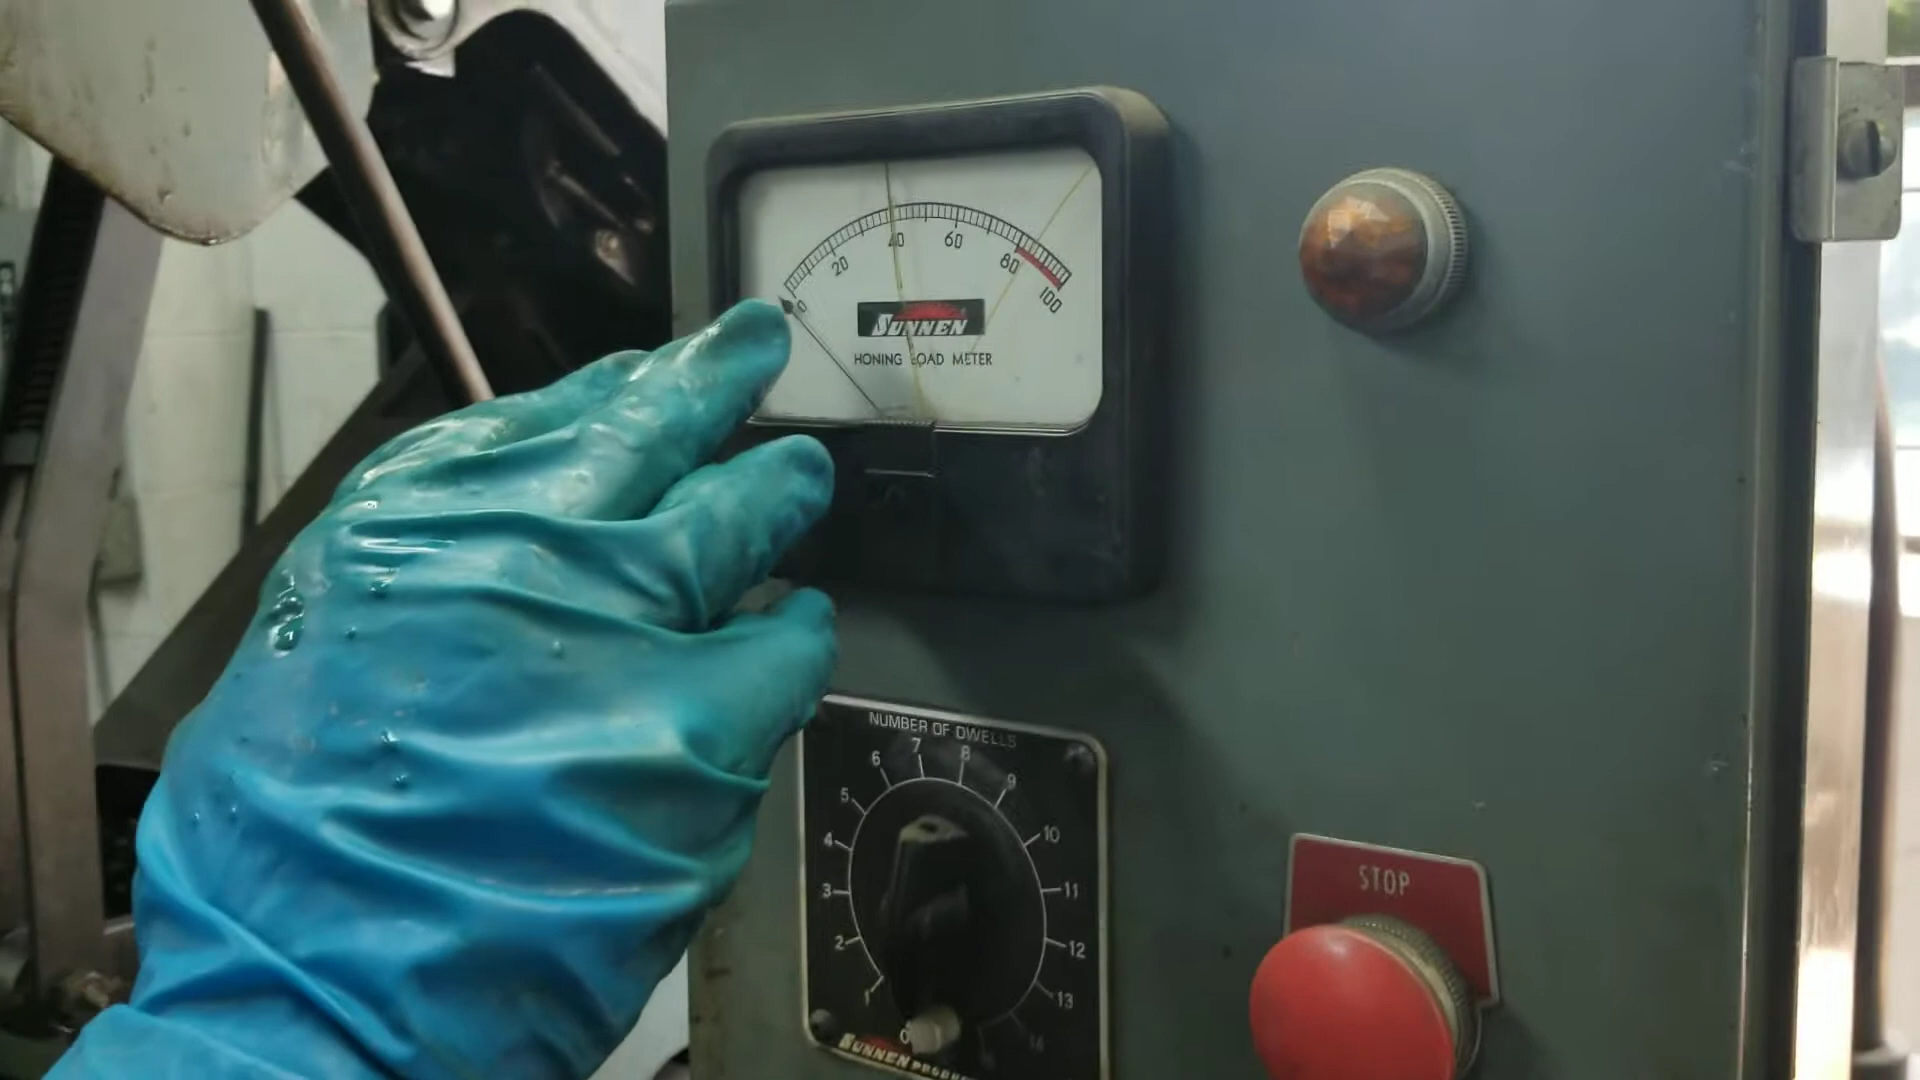 0 20 40 60 80 100
SUNNEN
HONING LOAD METER
NUMBER OF DWELLS
0 1 2 3 4 5 6 7 8 9 10 11 12 13 14
SUNNEN
STOP